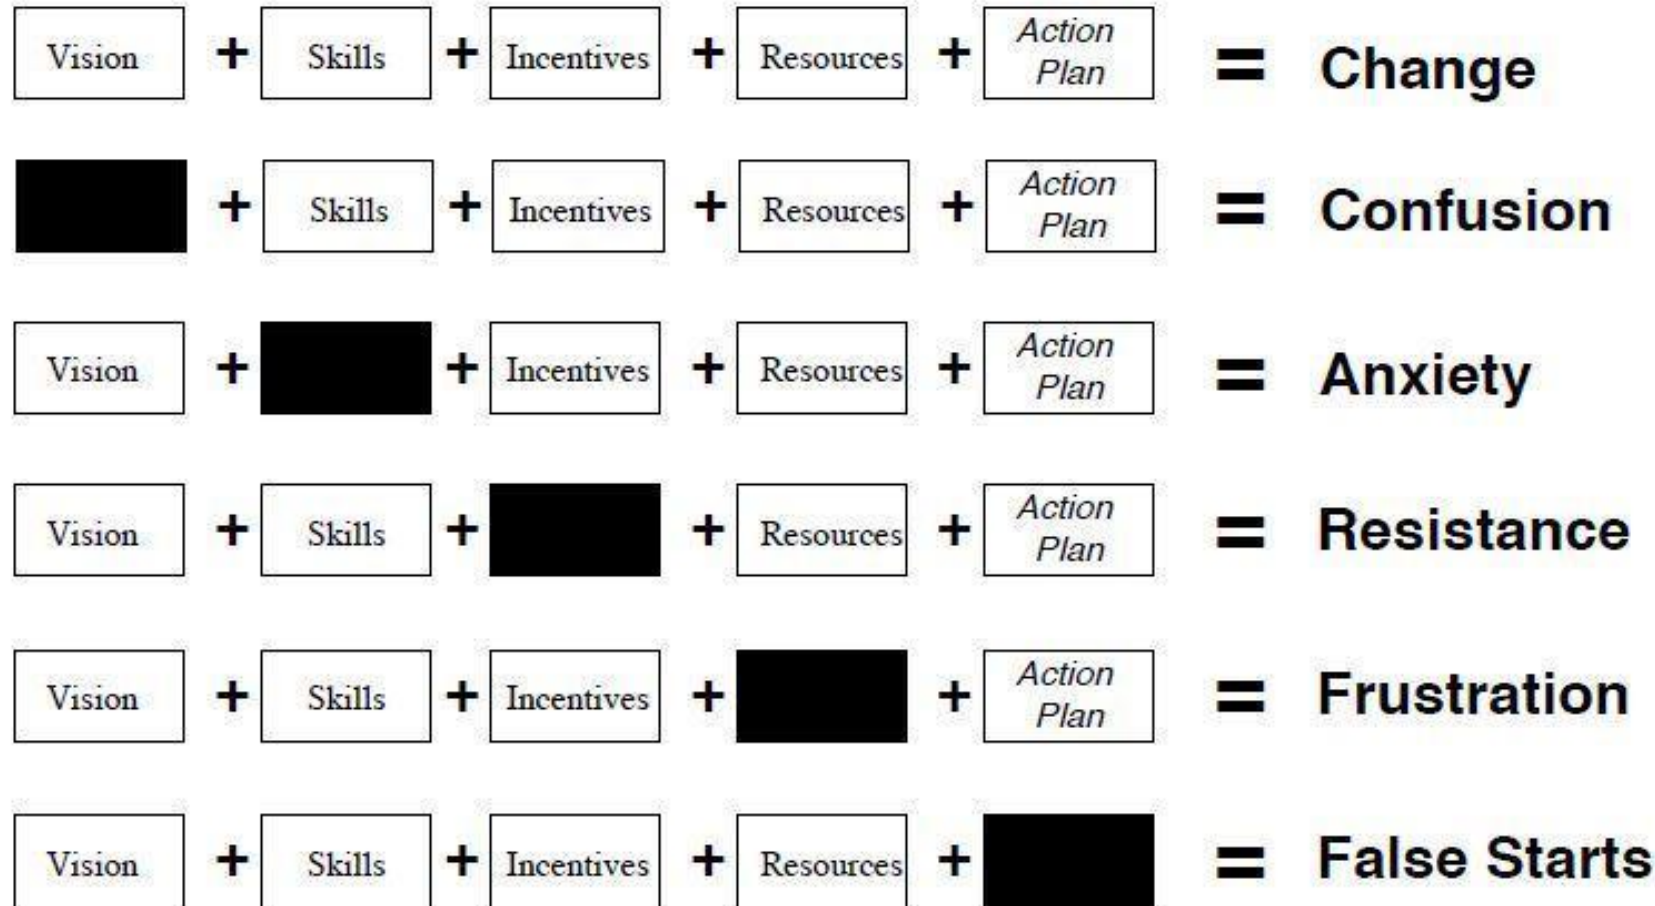 Vision + Skills + Incentives + Resources + Action Plan = Change
+ Skills + Incentives + Resources + Action Plan = Confusion
Vision + + Incentives + Resources + Action Plan = Anxiety
Vision + Skills + + Resources + Action Plan = Resistance
Vision + Skills + Incentives + + Action Plan = Frustration
Vision + Skills + Incentives + Resources + = False Starts